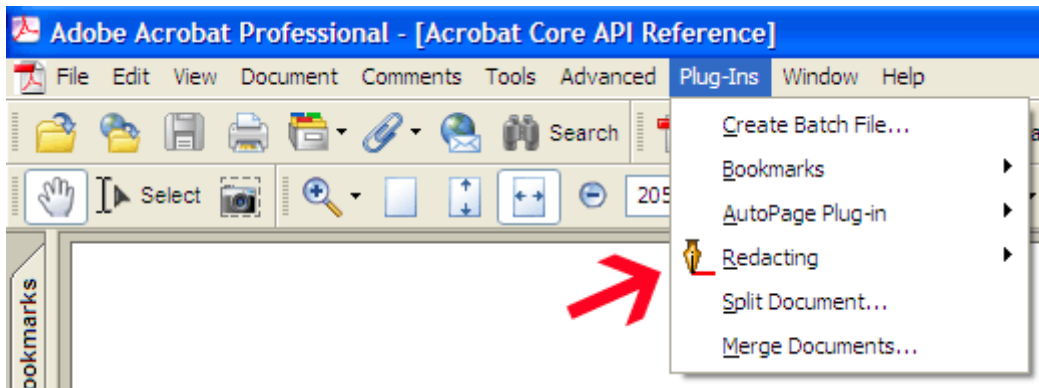 Adobe Acrobat Professional - [Acrobat Core API Reference]
File Edit View Document Comments Tools Advanced Plug-Ins Window Help
Search
Create Batch File...
Bookmarks
Select
205
AutoPage Plug-in
Redacting
Split Document...
Merge Documents...